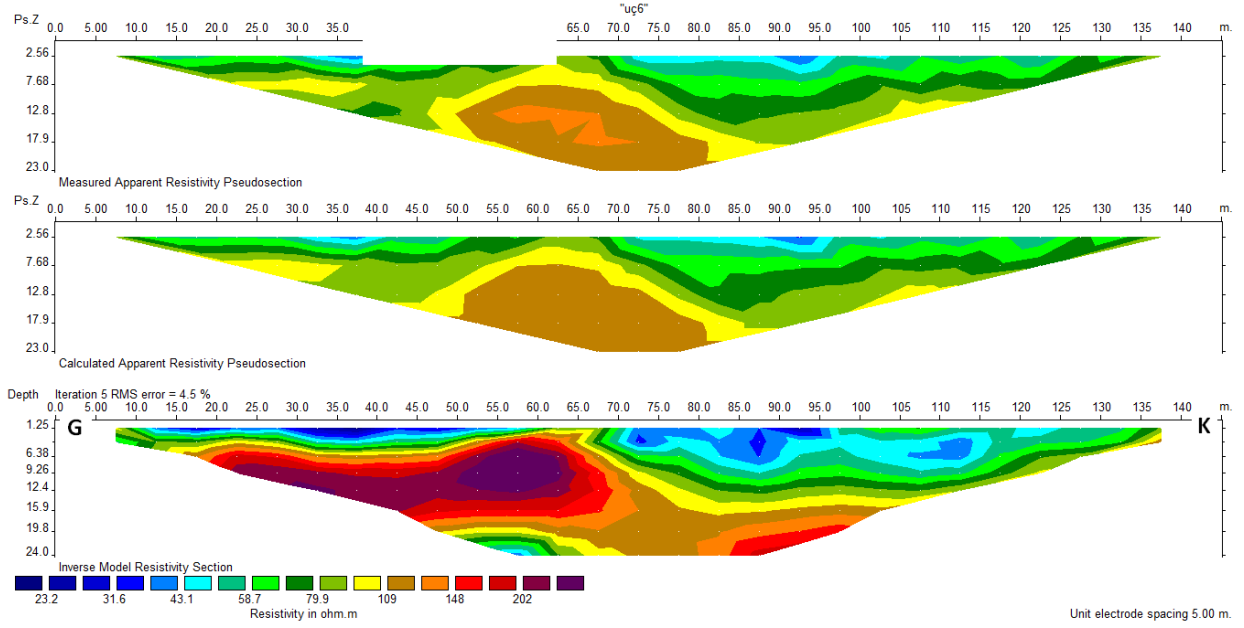 "uç6"
Ps.Z 0.0 5.00 10.0 15.0 20.0 25.0 30.0 35.0 65.0 70.0 75.0 80.0 85.0 90.0 95.0 100 105 110 115 120 125 130 135 140 m.
2.56
7.68
12.8
17.9
23.0
Measured Apparent Resistivity Pseudosection
Ps.Z 0.0 5.00 10.0 15.0 20.0 25.0 30.0 35.0 40.0 45.0 50.0 55.0 60.0 65.0 70.0 75.0 80.0 85.0 90.0 95.0 100 105 110 115 120 125 130 135 140 m.
2.56
7.68
12.8
17.9
23.0
Calculated Apparent Resistivity Pseudosection
Depth Iteration 5 RMS error = 4.5 %
0.0 5.00 10.0 15.0 20.0 25.0 30.0 35.0 40.0 45.0 50.0 55.0 60.0 65.0 70.0 75.0 80.0 85.0 90.0 95.0 100 105 110 115 120 125 130 135 140 m.
G K
1.25
6.38
9.26
12.4
15.9
19.8
24.0
Inverse Model Resistivity Section
23.2 31.6 43.1 58.7 79.9 109 148 202
Resistivity in ohm.m
Unit electrode spacing 5.00 m.